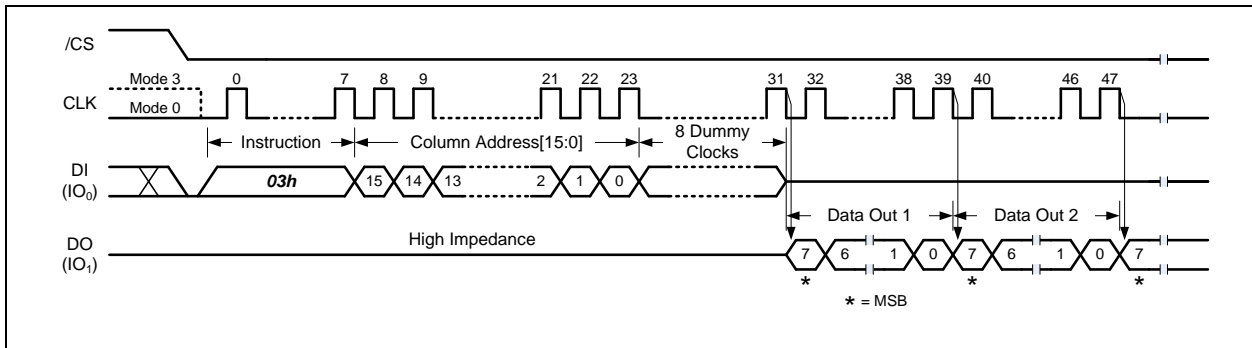 /CS
Mode 3 0 7 8 9 21 22 23 31 32 38 39 40 46 47
CLK Mode 0
Instruction Column Address[15:0] 8 Dummy
Clocks
DI
(IO0) 03h 15 14 13 2 1 0
Data Out 1 Data Out 2
DO High Impedance
(IO1) 7 6 1 0 7 6 1 0 7
* * *
* = MSB